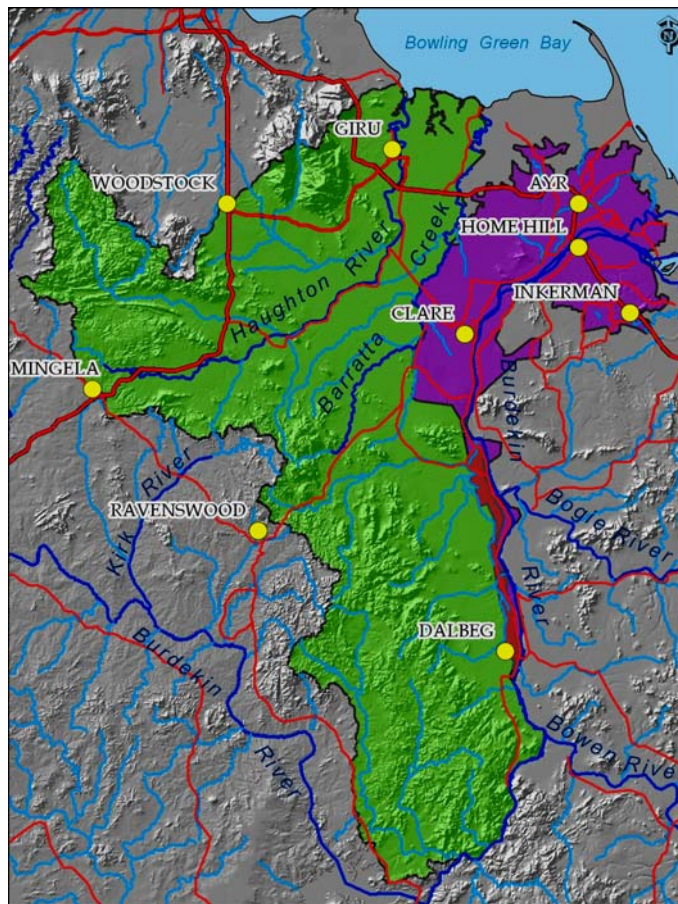 Bowling Green Bay
N
GIRU
WOODSTOCK
AYR
HOME HILL
Haughton River
Creek
INKERMAN
CLARE
MINGELA
Barratta
Burdekin
River
RAVENSWOOD
Kirk
Bogie River
River
DALBEG
Burdekin
River
Bowen River